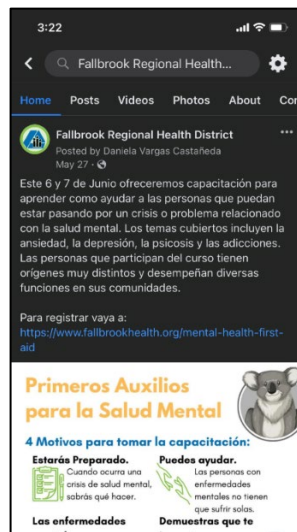 3:22
Fallbrook Regional Health...
Home Posts Videos Photos About Cor
Fallbrook Regional Health District
Posted by Daniela Vargas Castañeda
May 27 ·
Este 6 y 7 de Junio ofreceremos capacitación para
aprender como ayudar a las personas que puedan
estar pasando por un crisis o problema relacionado
con la salud mental. Los temas cubiertos incluyen la
ansiedad, la depresión, la psicosis y las adicciones.
Las personas que participan del curso tienen
orígenes muy distintos y desempeñan diversas
funciones en sus comunidades.
Para registrar vaya a:
https://www.fallbrookhealth.org/mental-health-first-
aid
Primeros Auxilios
para la Salud Mental
4 Motivos para tomar la capacitación:
Estarás Preparado.
Cuando ocurra una
crisis de salud mental,
sabrás qué hacer.
Puedes ayudar.
Las personas con
enfermedades
mentales no tienen
que sufrir solas.
Las enfermedades
Demuestras que te